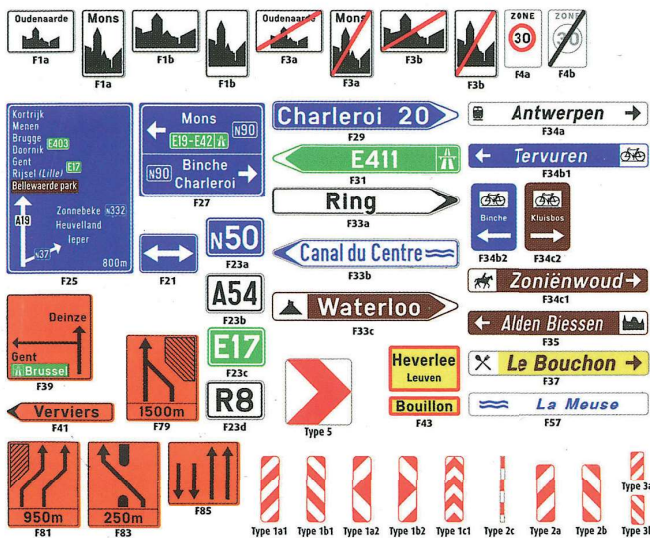 Oudenaarde
F1a
Mons
F1a
F1b
F1b
Oudenaarde
F3a
Mons
F3a
F3b
F3b
ZONE
30
F4a
ZONE
30
F4b
Kortrijk
Menen
Brugge
Doornik E403
Gent
Rijsel (Lille) E17
Bellewaerde park
A19
Zonnebeke N332
Heuvelland
Ieper
N37
800m
F25
Mons
E19-E42 N90
N90 Binche
Charleroi
F27
F21
Charleroi 20
F29
E411
F31
Ring
F33a
Canal du Centre
F33b
Waterloo
F33c
N50
F23a
A54
F23b
E17
F23c
R8
F23d
Antwerpen
F34a
Tervuren
F34b1
Binche
F34b2
Kluisbos
F34c2
Zoniënwoud
F34c1
Alden Biessen
F35
Le Bouchon
F37
La Meuse
F57
Deinze
Gent
Brussel
F39
Verviers
F41
1500m
F79
Type 5
Heverlee
Leuven
Bouillon
F43
950m
F81
250m
F83
F85
Type 1a1
Type 1b1
Type 1a2
Type 1b2
Type 1c1
Type 2c
Type 2a
Type 2b
Type 3a